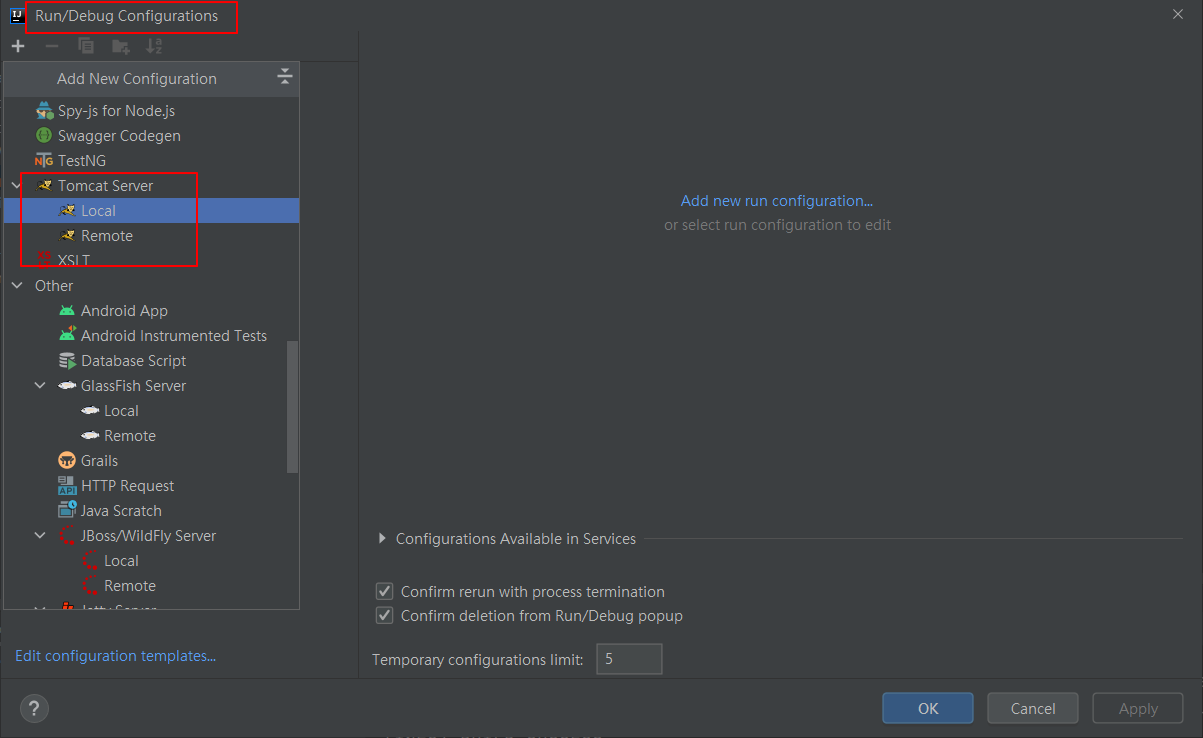 Run/Debug Configurations
Add New Configuration
Spy-js for Node.js
Swagger Codegen
TestNG
Tomcat Server
Local
Remote
XSLT
Other
Android App
Android Instrumented Tests
Database Script
GlassFish Server
Local
Remote
Grails
HTTP Request
Java Scratch
JBoss/WildFly Server
Local
Remote
Jetty Server
Edit configuration templates...
Add new run configuration...
or select run configuration to edit
Configurations Available in Services
Confirm rerun with process termination
Confirm deletion from Run/Debug popup
Temporary configurations limit: 5
?
OK
Cancel
Apply